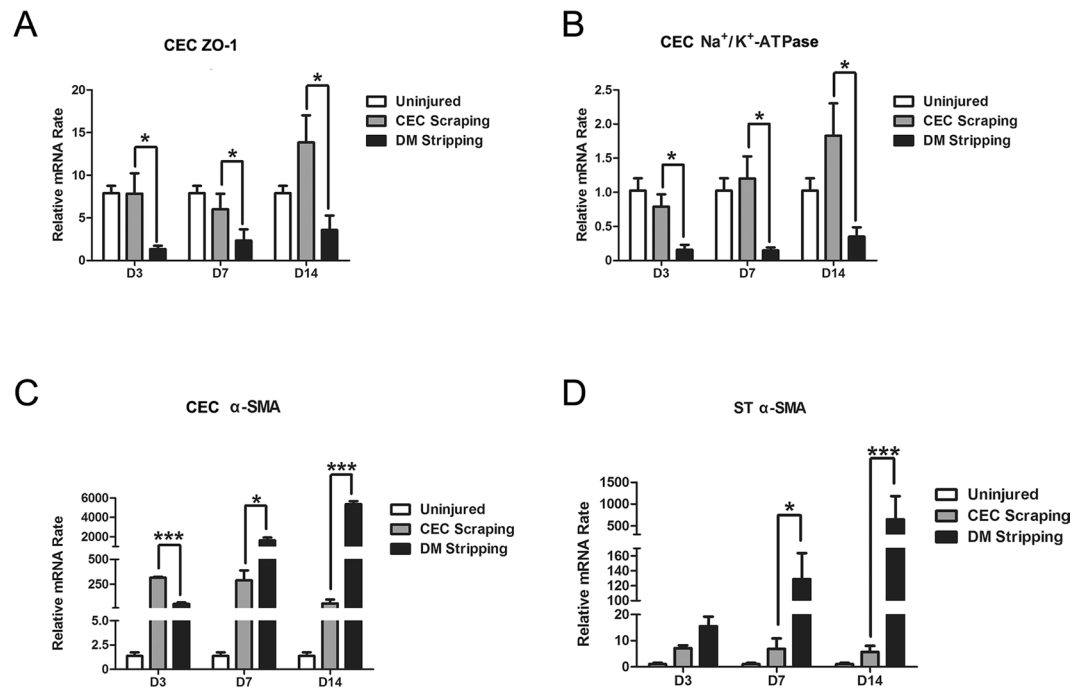 A
CEC ZO-1
Relative mRNA Rate
20
15
10
5
0
* * *
D3 D7 D14
Uninjured
CEC Scraping
DM Stripping
B
CEC Na⁺/K⁺-ATPase
Relative mRNA Rate
2.5
2.0
1.5
1.0
0.5
0
* * *
D3 D7 D14
Uninjured
CEC Scraping
DM Stripping
C
CEC α-SMA
Relative mRNA Rate
6000
4000
2000
500
250
5.0
2.5
0
*** * ***
D3 D7 D14
Uninjured
CEC Scraping
DM Stripping
D
ST α-SMA
Relative mRNA Rate
1500
1000
500
160
140
120
100
20
10
0
* ***
D3 D7 D14
Uninjured
CEC Scraping
DM Stripping